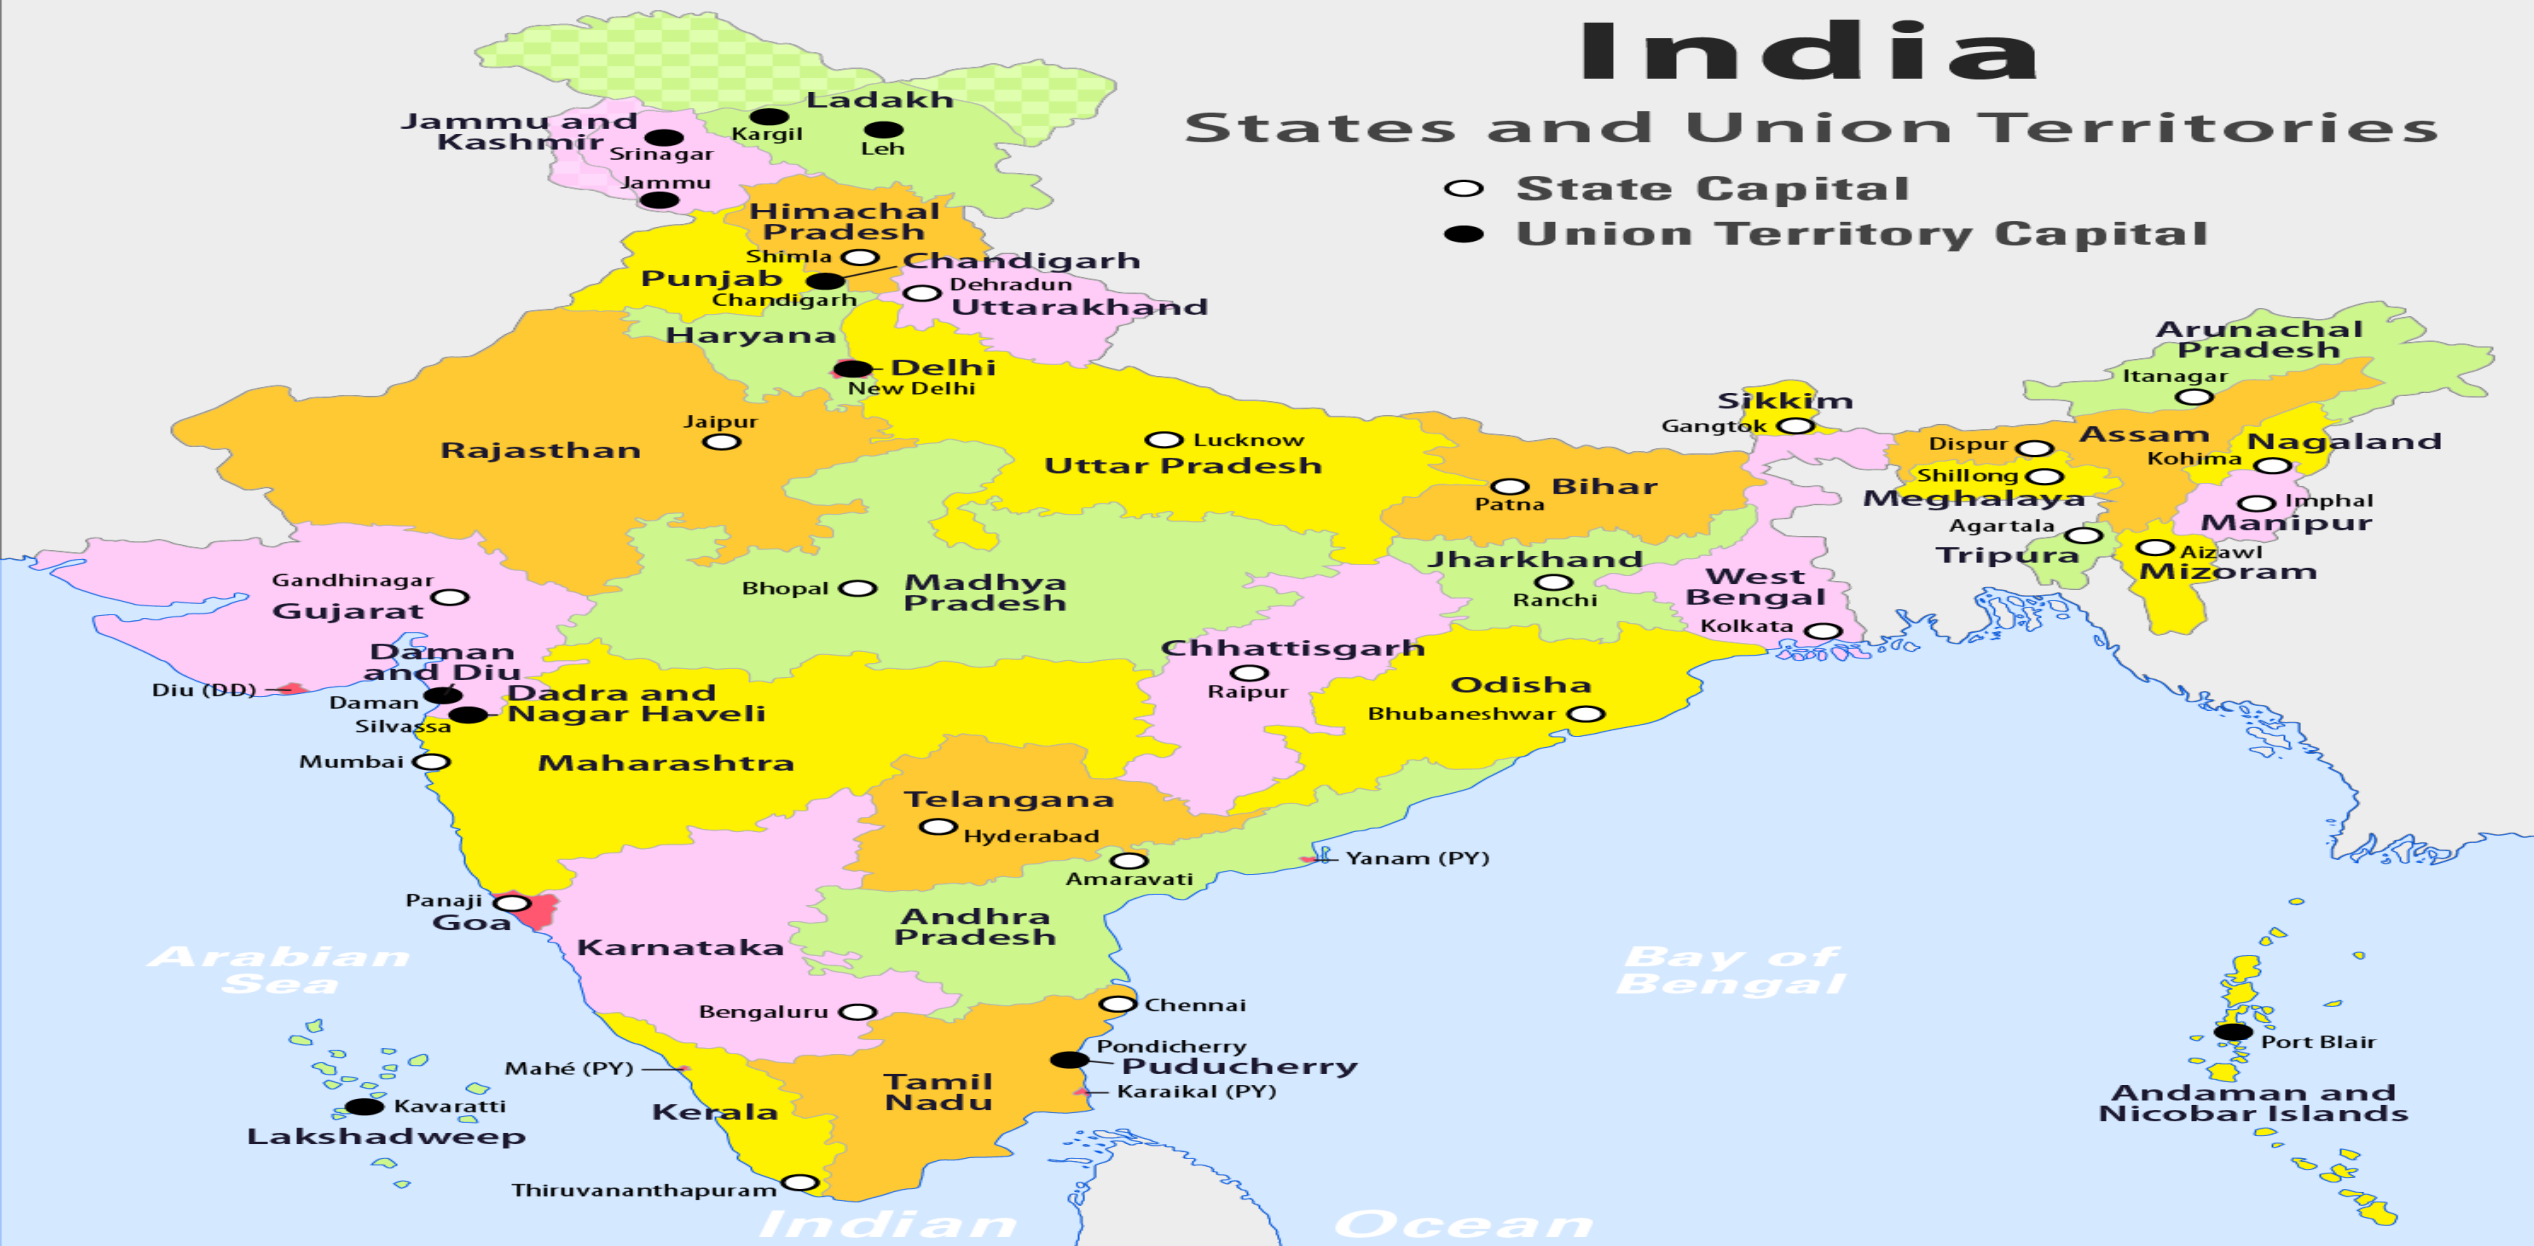 India
States and Union Territories
State Capital
Union Territory Capital
Ladakh
Kargil
Leh
Jammu and
Kashmir
Srinagar
Jammu
Himachal
Pradesh
Shimla
Chandigarh
Punjab
Chandigarh
Dehradun
Uttarakhand
Haryana
Delhi
New Delhi
Jaipur
Rajasthan
Lucknow
Uttar Pradesh
Patna
Bihar
Sikkim
Gangtok
Arunachal
Pradesh
Itanagar
Dispur
Assam
Nagaland
Kohima
Shillong
Meghalaya
Imphal
Manipur
Agartala
Tripura
Aizawl
Mizoram
Gandhinagar
Gujarat
Bhopal
Madhya
Pradesh
Jharkhand
Ranchi
West
Bengal
Kolkata
Daman
and Diu
Diu (DD)
Daman
Silvassa
Dadra and
Nagar Haveli
Chhattisgarh
Raipur
Odisha
Bhubaneshwar
Mumbai
Maharashtra
Telangana
Hyderabad
Amaravati
Yanam (PY)
Panaji
Goa
Karnataka
Andhra
Pradesh
Arabian
Sea
Bay of
Bengal
Bengaluru
Chennai
Pondicherry
Puducherry
Karaikal (PY)
Mahé (PY)
Tamil
Nadu
Kerala
Kavaratti
Lakshadweep
Thiruvananthapuram
Port Blair
Andaman and
Nicobar Islands
Indian Ocean